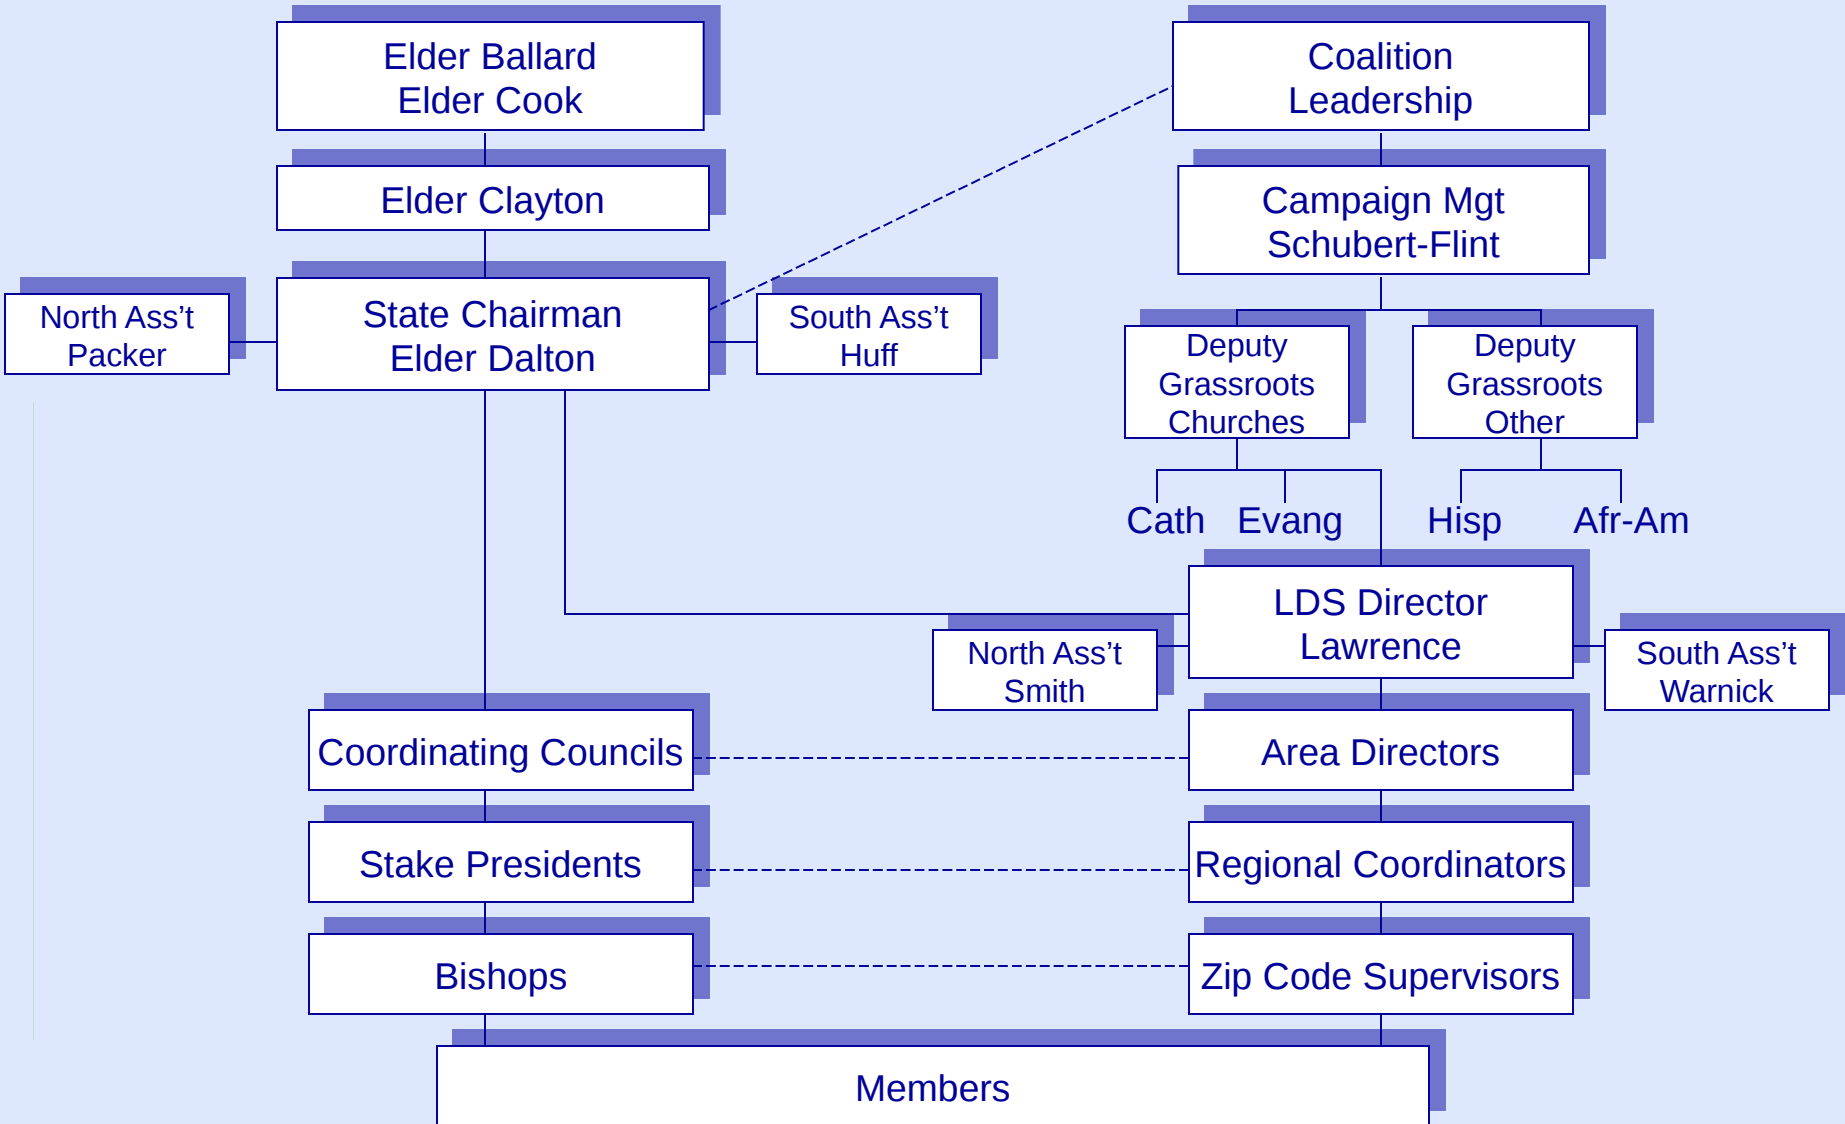 Elder Ballard
Elder Cook
Coalition
Leadership
Elder Clayton
Campaign Mgt
Schubert-Flint
North Ass’t
Packer
State Chairman
Elder Dalton
South Ass’t
Huff
Deputy
Grassroots
Churches
Deputy
Grassroots
Other
Cath
Evang
Hisp
Afr-Am
LDS Director
Lawrence
North Ass’t
Smith
South Ass’t
Warnick
Coordinating Councils
Area Directors
Stake Presidents
Regional Coordinators
Bishops
Zip Code Supervisors
Members